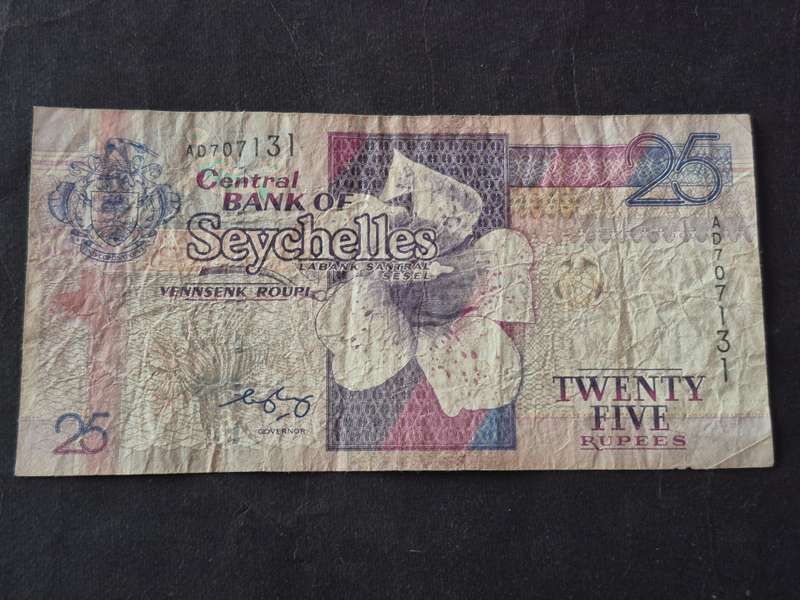 AD707131
25
Central
BANK OF
Seychelles
LABANK SANTRAL
SESEL
VENNSENK ROUPI
AD707131
GOVERNOR
25
TWENTY
FIVE
RUPEES